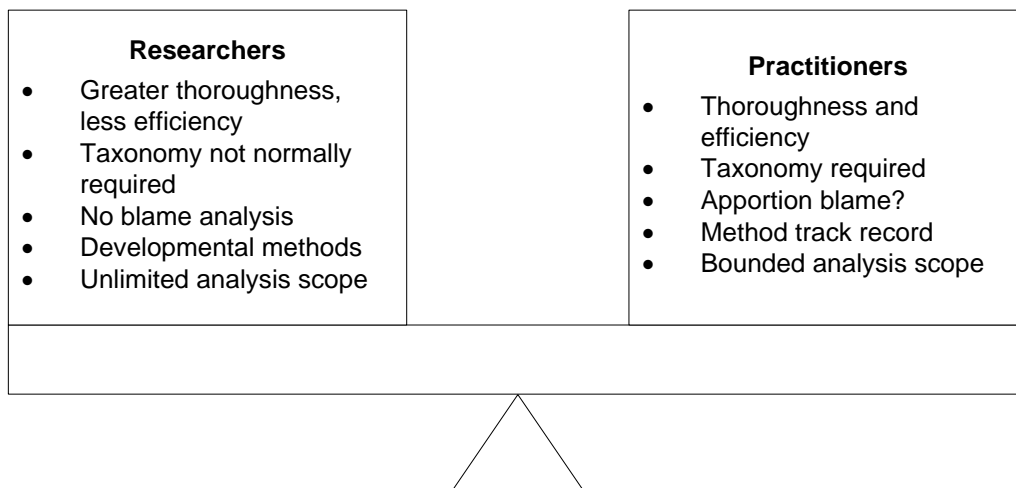 Researchers
• Greater thoroughness,
less efficiency
• Taxonomy not normally
required
• No blame analysis
• Developmental methods
• Unlimited analysis scope
Practitioners
• Thoroughness and
efficiency
• Taxonomy required
• Apportion blame?
• Method track record
• Bounded analysis scope